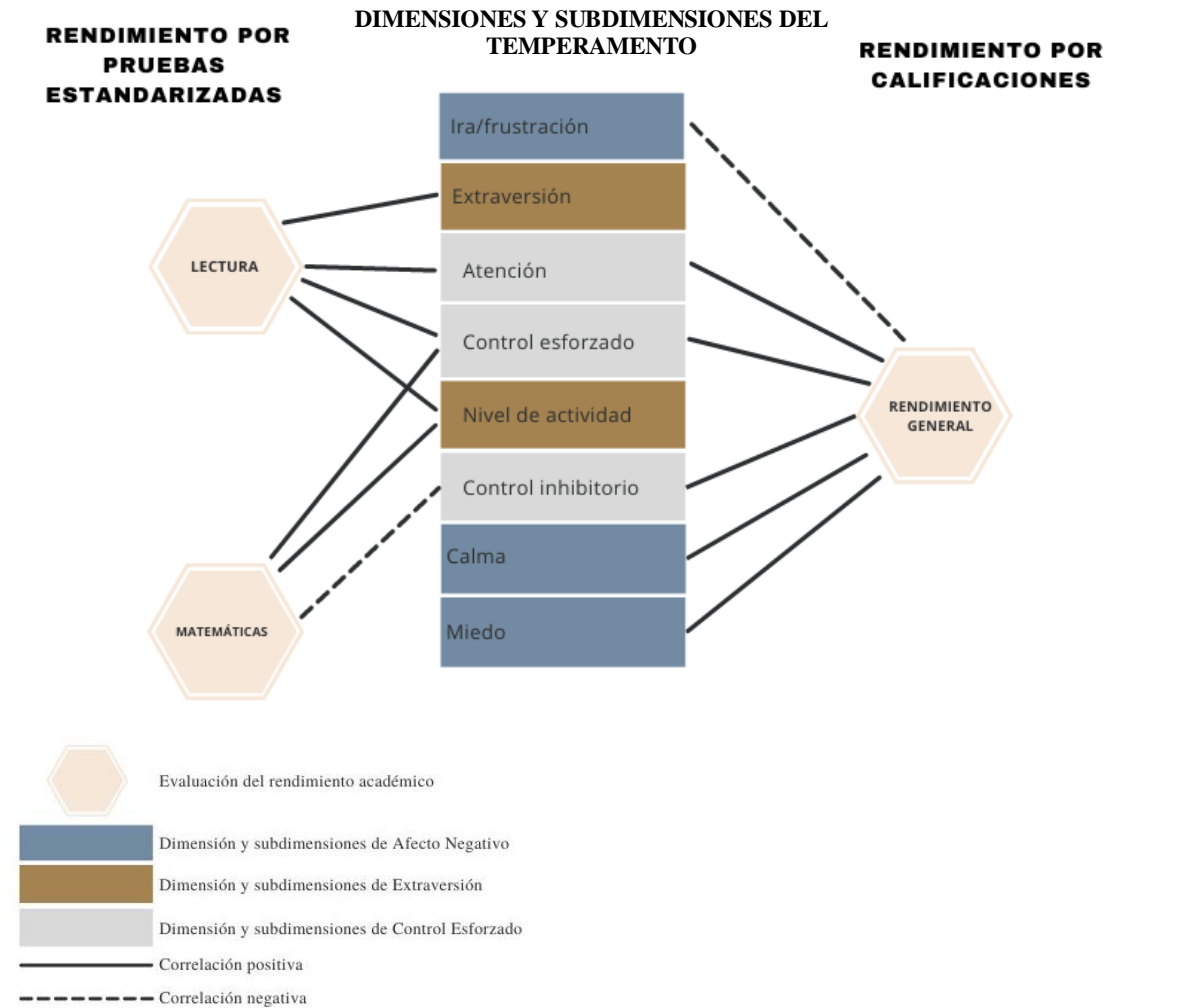 RENDIMIENTO POR
PRUEBAS
ESTANDARIZADAS
DIMENSIONES Y SUBDIMENSIONES DEL
TEMPERAMENTO
RENDIMIENTO POR
CALIFICACIONES
Ira/frustración
Extraversión
Atención
Control esforzado
Nivel de actividad
Control inhibitorio
Calma
Miedo
LECTURA
MATEMÁTICAS
RENDIMIENTO
GENERAL
Evaluación del rendimiento académico
Dimensión y subdimensiones de Afecto Negativo
Dimensión y subdimensiones de Extraversión
Dimensión y subdimensiones de Control Esforzado
Correlación positiva
Correlación negativa